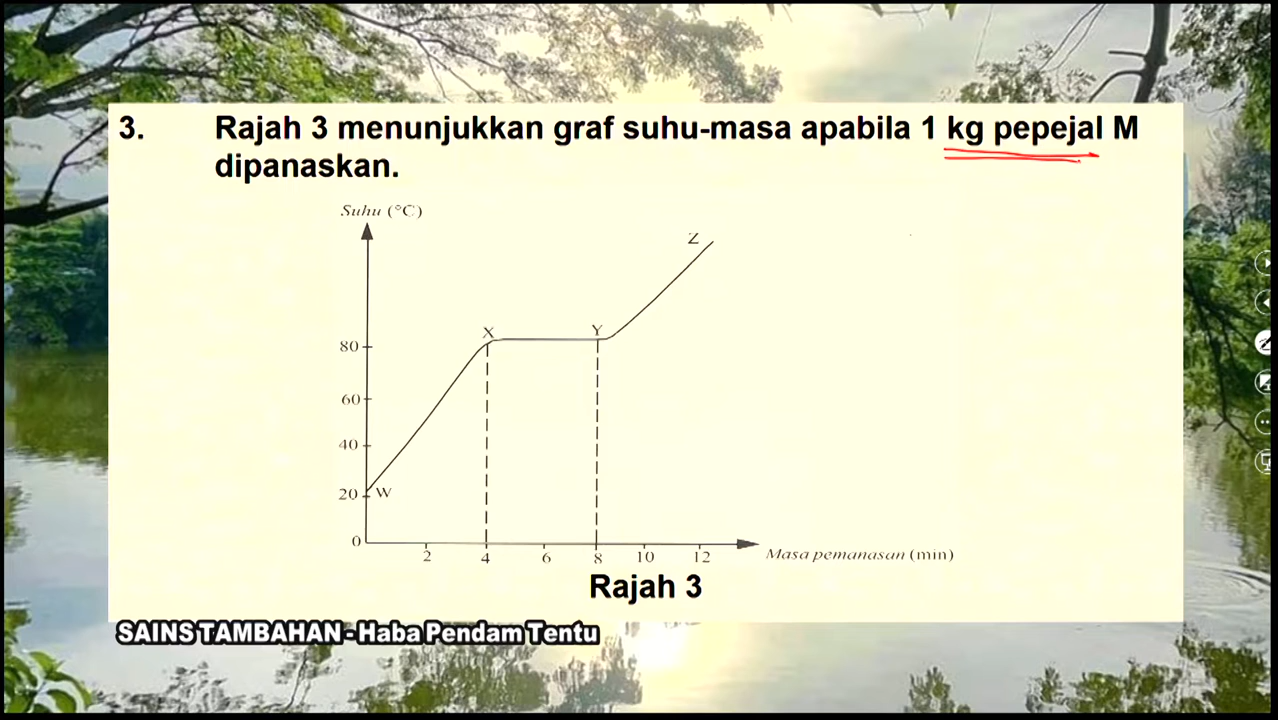 3. Rajah 3 menunjukkan graf suhu-masa apabila 1 kg pepejal M
dipanaskan.
Suhu (°C)
Z
X
Y
80
60
40
20
W
0
2
4
6
8
10
12
Masa pemanasan (min)
Rajah 3
SAINS TAMBAHAN - Haba Pendam Tentu